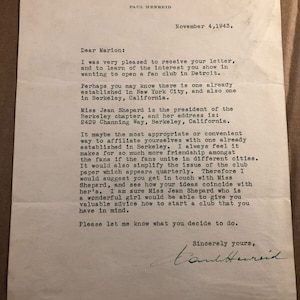 PAUL HENREID
November 4, 1943.
Dear Marion:
I was very pleased to receive your letter,
and to learn of the interest you show in
wanting to open a fan club in Detroit.
Perhaps you may know there is one already
established in New York City, and also one
in Berkeley, California.
Miss Jean Shepard is the president of the
Berkeley chapter, and her address is:
2429 Channing Way, Berkeley, California.
It maybe the most appropriate or convenient
way to affiliate yourselves with one already
established in Berkeley. I always feel it
makes for so much more friendship amongst
the fans if the fans unite in different cities.
It would also simplify the issue of the club
paper which appears quarterly. Therefore I
would suggest you get in touch with Miss
Shepard, and see how your ideas coincide with
her's. I am sure Miss Jean Shepard who is
a wonderful girl would be able to give you
valuable advice how to start a club that you
have in mind.
Please let me know what you decide to do.
Sincerely yours,
Paul Henreid